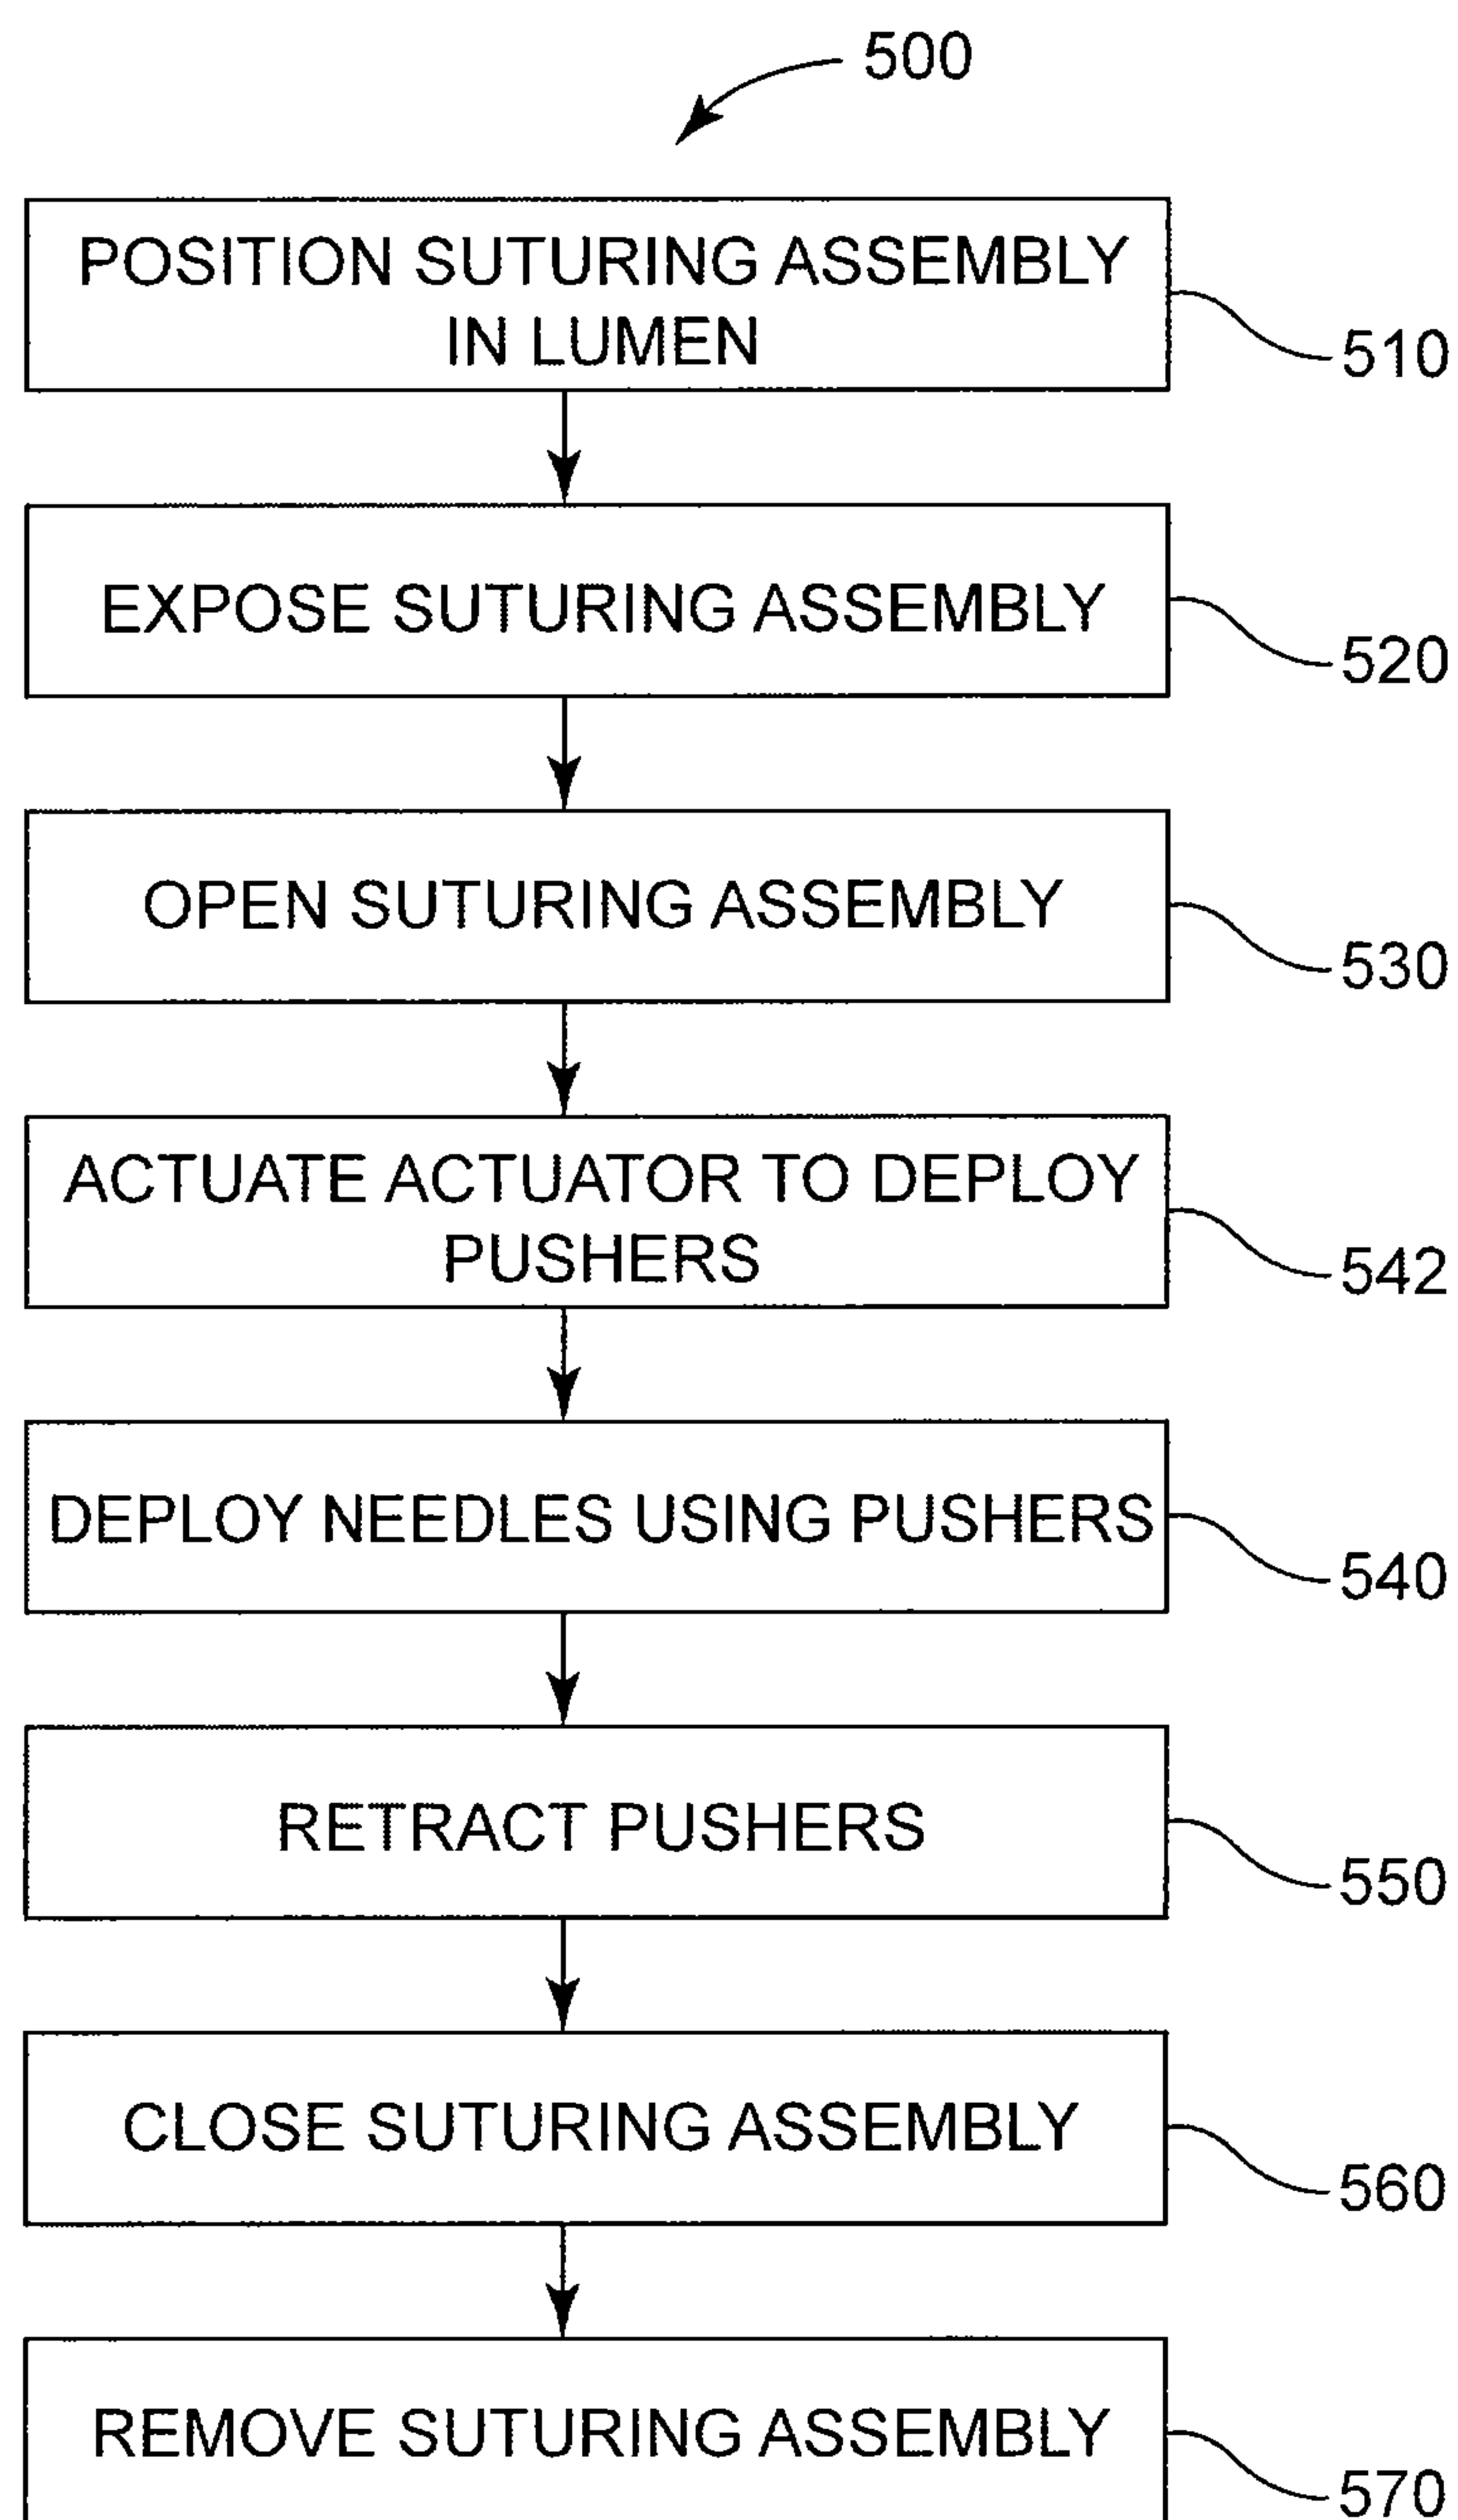 500
POSITION SUTURING ASSEMBLY
IN LUMEN
510
EXPOSE SUTURING ASSEMBLY
520
OPEN SUTURING ASSEMBLY
530
ACTUATE ACTUATOR TO DEPLOY
PUSHERS
542
DEPLOY NEEDLES USING PUSHERS
540
RETRACT PUSHERS
550
CLOSE SUTURING ASSEMBLY
560
REMOVE SUTURING ASSEMBLY
570